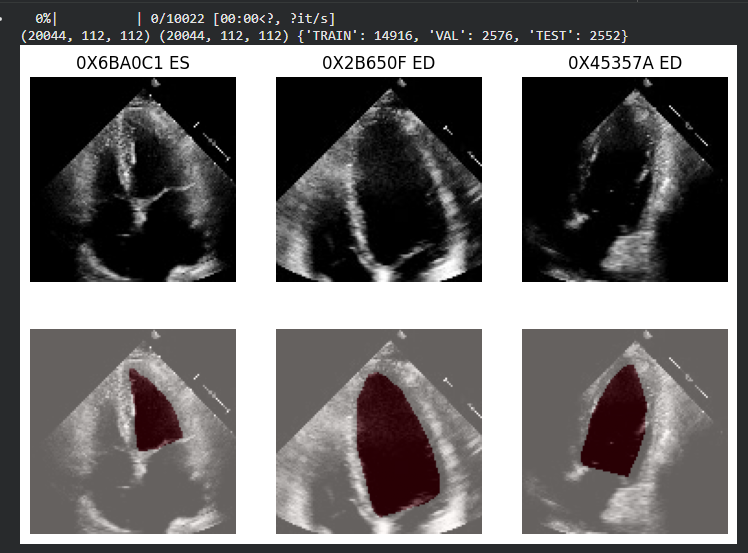 0%| | 0/10022 [00:00<?, ?it/s]
(20044, 112, 112) (20044, 112, 112) {'TRAIN': 14916, 'VAL': 2576, 'TEST': 2552}
0X6BA0C1 ES
0X2B650F ED
0X45357A ED